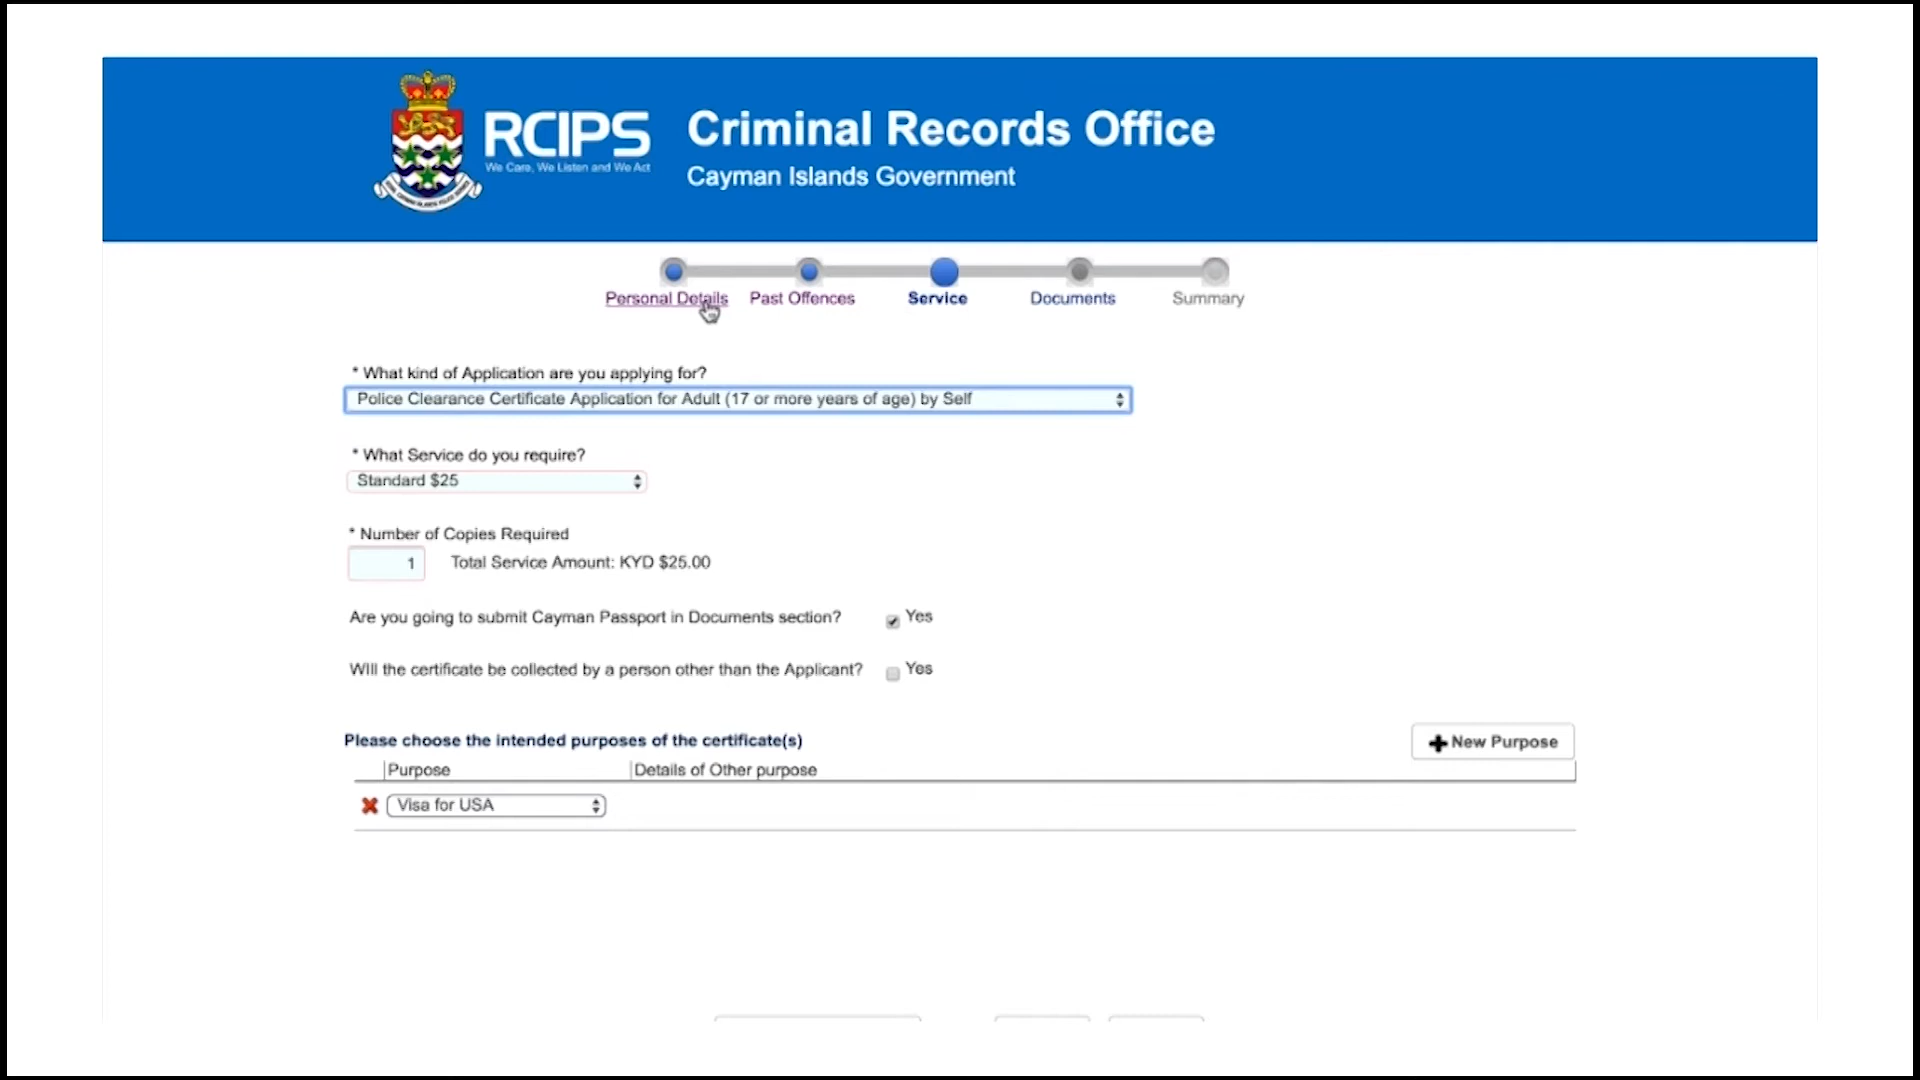 RCIPS
We Care, We Listen and We Act
Criminal Records Office
Cayman Islands Government
Personal Details Past Offences Service Documents Summary
* What kind of Application are you applying for?
Police Clearance Certificate Application for Adult (17 or more years of age) by Self
* What Service do you require?
Standard $25
* Number of Copies Required
1 Total Service Amount: KYD $25.00
Are you going to submit Cayman Passport in Documents section? Yes
WIll the certificate be collected by a person other than the Applicant? Yes
Please choose the intended purposes of the certificate(s) New Purpose
Purpose Details of Other purpose
Visa for USA